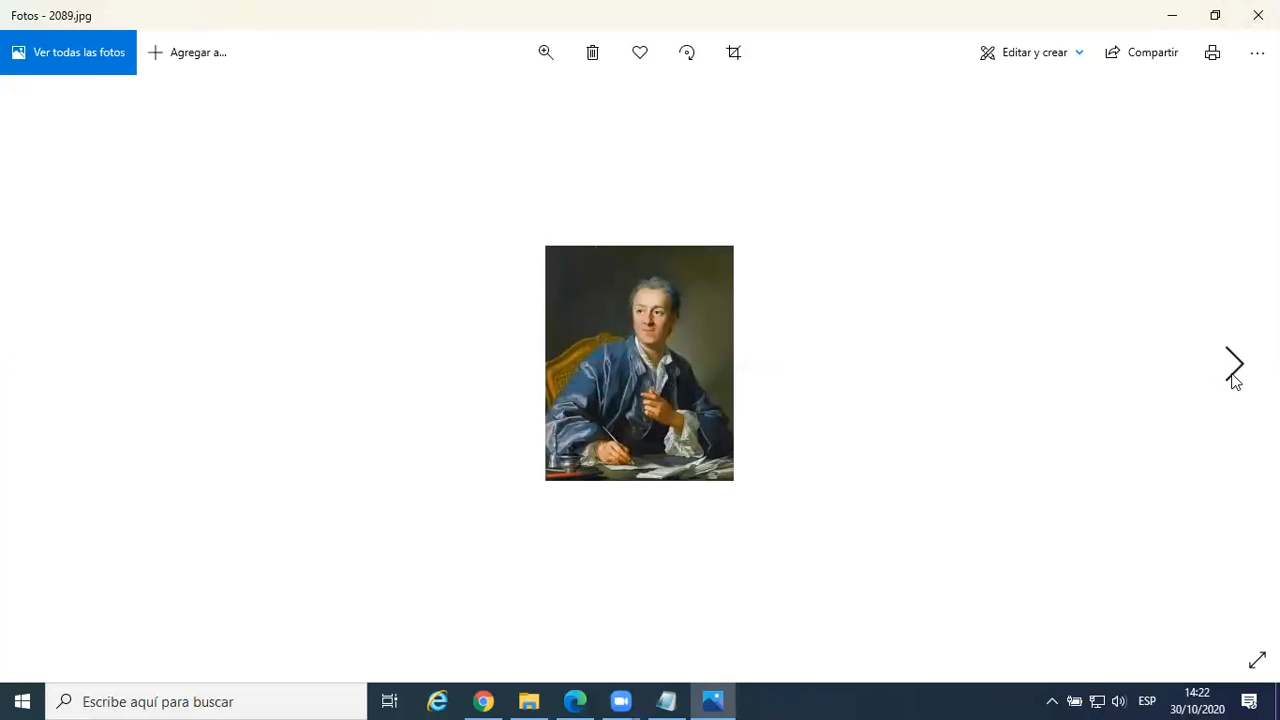 Fotos - 2089.jpg
Ver todas las fotos
Agregar a...
Editar y crear
Compartir
Escribe aquí para buscar
ESP
14:22
30/10/2020